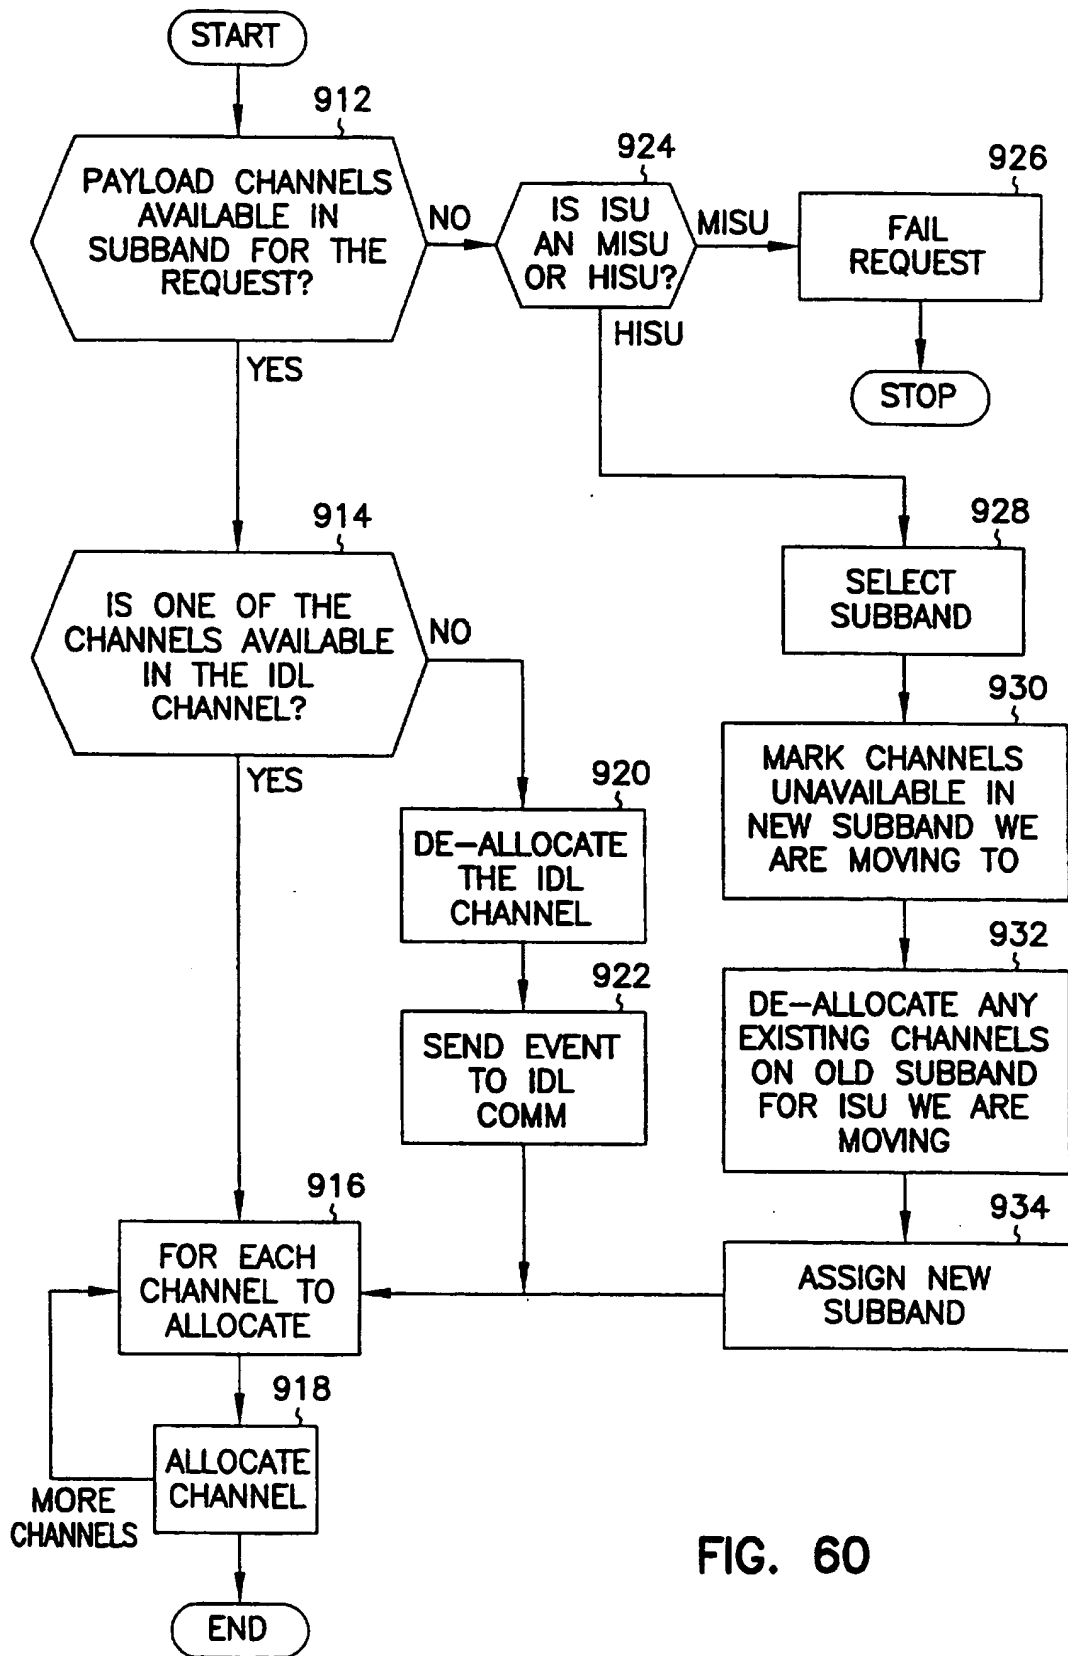 START
912
PAYLOAD CHANNELS
AVAILABLE IN
SUBBAND FOR THE
REQUEST?
NO
YES
924
IS ISU
AN MISU
OR HISU?
MISU
HISU
926
FAIL
REQUEST
STOP
914
IS ONE OF THE
CHANNELS AVAILABLE
IN THE IDL
CHANNEL?
NO
YES
928
SELECT
SUBBAND
930
MARK CHANNELS
UNAVAILABLE IN
NEW SUBBAND WE
ARE MOVING TO
920
DE-ALLOCATE
THE IDL
CHANNEL
932
DE-ALLOCATE ANY
EXISTING CHANNELS
ON OLD SUBBAND
FOR ISU WE ARE
MOVING
922
SEND EVENT
TO IDL
COMM
916
FOR EACH
CHANNEL TO
ALLOCATE
934
ASSIGN NEW
SUBBAND
918
ALLOCATE
CHANNEL
MORE
CHANNELS
END
FIG. 60